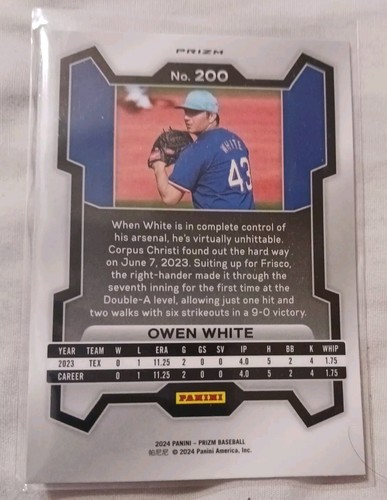 PRIZM
No. 200
WHITE
43
When White is in complete control of
his arsenal, he's virtually unhittable.
Corpus Christi found out the hard way
on June 7, 2023. Suiting up for Frisco,
the right-hander made it through the
seventh inning for the first time at the
Double-A level, allowing just one hit and
two walks with six strikeouts in a 9-0 victory.
OWEN WHITE
YEAR TEAM W L ERA G GS SV IP H BB K WHIP
2023 TEX 0 1 11.25 2 0 0 4.0 5 2 4 1.75
CAREER 0 1 11.25 2 0 0 4.0 5 2 4 1.75
PANINI
2024 PANINI - PRIZM BASEBALL
© 2024 Panini America, Inc.